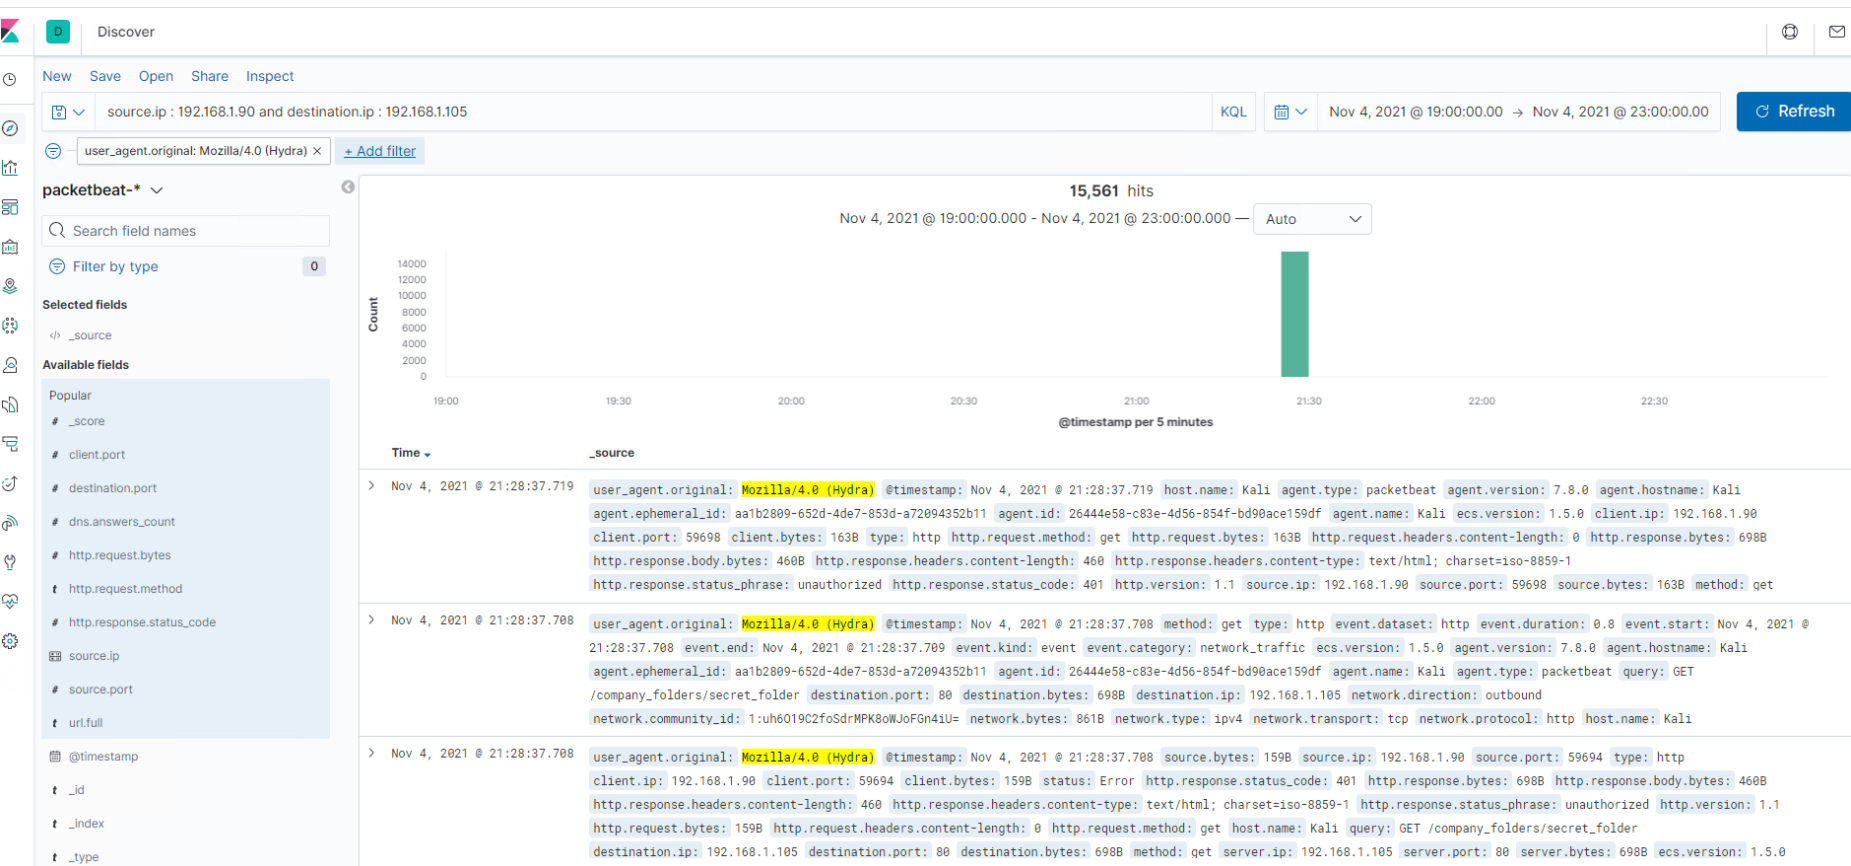 D Discover
New Save Open Share Inspect
source.ip : 192.168.1.90 and destination.ip : 192.168.1.105 KQL Nov 4, 2021 @ 19:00:00.00 → Nov 4, 2021 @ 23:00:00.00 Refresh
user_agent.original: Mozilla/4.0 (Hydra) × + Add filter
packetbeat-*
Search field names
Filter by type 0
Selected fields
</> _source
Available fields
Popular
# _score
# client.port
# destination.port
# dns.answers_count
# http.request.bytes
t http.request.method
# http.response.status_code
source.ip
# source.port
t url.full
@timestamp
t _id
t _index
t _type
15,561 hits
Nov 4, 2021 @ 19:00:00.000 - Nov 4, 2021 @ 23:00:00.000 — Auto
Count
14000
12000
10000
8000
6000
4000
2000
0
19:00 19:30 20:00 20:30 21:00 21:30 22:00 22:30
@timestamp per 5 minutes
Time _source
Nov 4, 2021 @ 21:28:37.719
user_agent.original: Mozilla/4.0 (Hydra) @timestamp: Nov 4, 2021 @ 21:28:37.719 host.name: Kali agent.type: packetbeat agent.version: 7.8.0 agent.hostname: Kali
agent.ephemeral_id: aa1b2809-652d-4de7-853d-a72094352b11 agent.id: 26444e58-c83e-4d56-854f-bd90ace159df agent.name: Kali ecs.version: 1.5.0 client.ip: 192.168.1.90
client.port: 59698 client.bytes: 163B type: http http.request.method: get http.request.bytes: 163B http.request.headers.content-length: 0 http.response.bytes: 698B
http.response.body.bytes: 460B http.response.headers.content-length: 460 http.response.headers.content-type: text/html; charset=iso-8859-1
http.response.status_phrase: unauthorized http.response.status_code: 401 http.version: 1.1 source.ip: 192.168.1.90 source.port: 59698 source.bytes: 163B method: get
Nov 4, 2021 @ 21:28:37.708
user_agent.original: Mozilla/4.0 (Hydra) @timestamp: Nov 4, 2021 @ 21:28:37.708 method: get type: http event.dataset: http event.duration: 0.8 event.start: Nov 4, 2021 @
21:28:37.708 event.end: Nov 4, 2021 @ 21:28:37.709 event.kind: event event.category: network_traffic ecs.version: 1.5.0 agent.version: 7.8.0 agent.hostname: Kali
agent.ephemeral_id: aa1b2809-652d-4de7-853d-a72094352b11 agent.id: 26444e58-c83e-4d56-854f-bd90ace159df agent.name: Kali agent.type: packetbeat query: GET
/company_folders/secret_folder destination.port: 80 destination.bytes: 698B destination.ip: 192.168.1.105 network.direction: outbound
network.community_id: 1:uh6O19C2foSdrMPK8oWJoFGn4iU= network.bytes: 861B network.type: ipv4 network.transport: tcp network.protocol: http host.name: Kali
Nov 4, 2021 @ 21:28:37.708
user_agent.original: Mozilla/4.0 (Hydra) @timestamp: Nov 4, 2021 @ 21:28:37.708 source.bytes: 159B source.ip: 192.168.1.90 source.port: 59694 type: http
client.ip: 192.168.1.90 client.port: 59694 client.bytes: 159B status: Error http.response.status_code: 401 http.response.bytes: 698B http.response.body.bytes: 460B
http.response.headers.content-length: 460 http.response.headers.content-type: text/html; charset=iso-8859-1 http.response.status_phrase: unauthorized http.version: 1.1
http.request.bytes: 159B http.request.headers.content-length: 0 http.request.method: get host.name: Kali query: GET /company_folders/secret_folder
destination.ip: 192.168.1.105 destination.port: 80 destination.bytes: 698B method: get server.ip: 192.168.1.105 server.port: 80 server.bytes: 698B ecs.version: 1.5.0